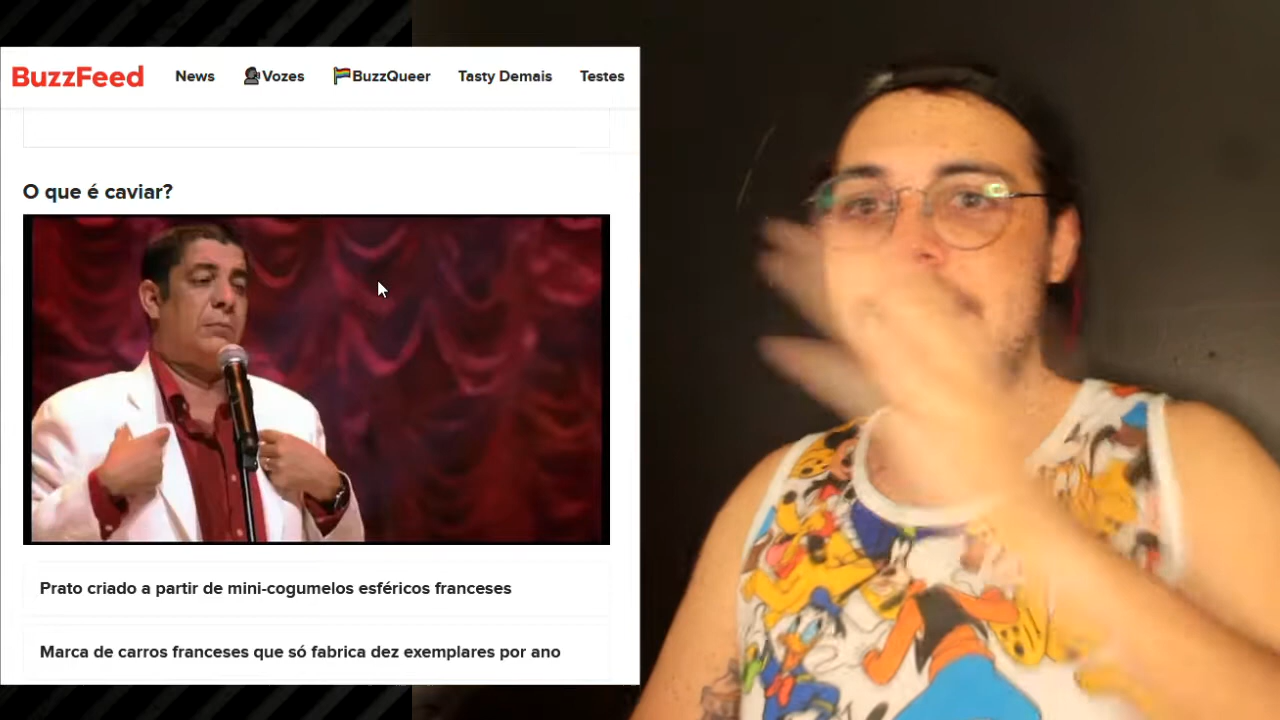 BuzzFeed
News
Vozes
BuzzQueer
Tasty Demais
Testes
O que é caviar?
Prato criado a partir de mini-cogumelos esféricos franceses
Marca de carros franceses que só fabrica dez exemplares por ano